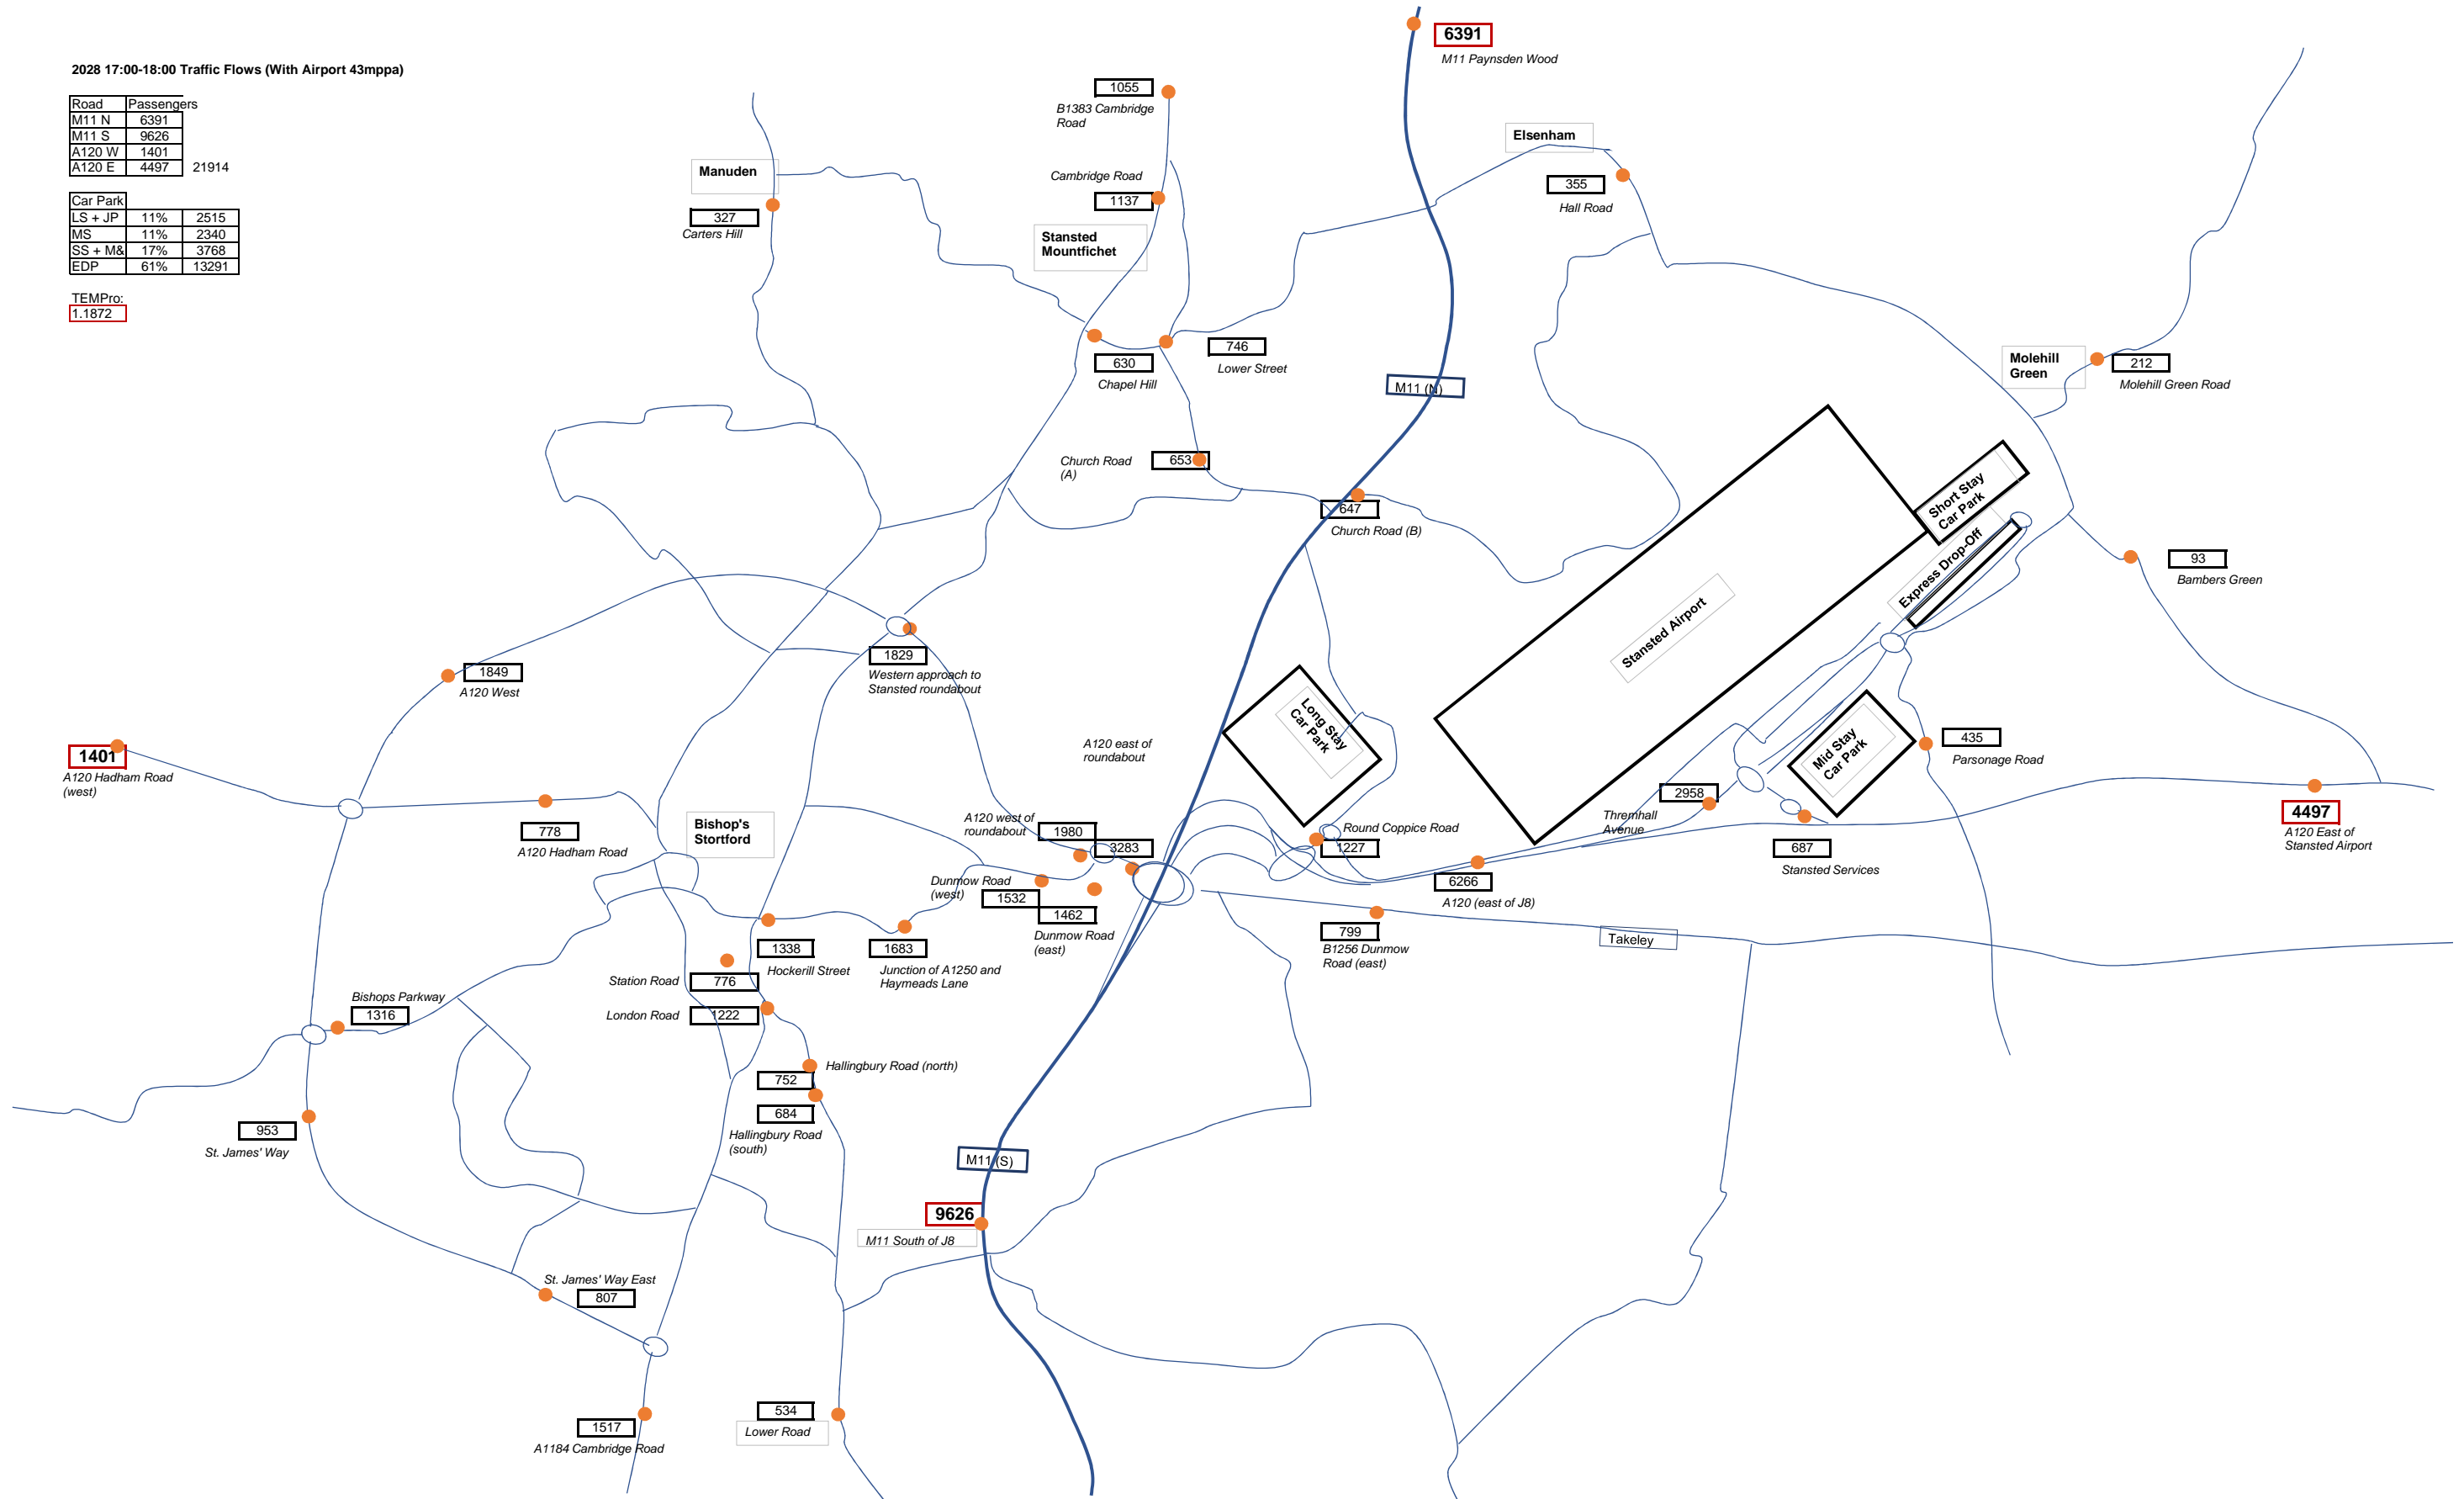 2028 17:00-18:00 Traffic Flows (With Airport 43mppa)
Road Passengers
M11 N 6391
M11 S 9626
A120 W 1401
A120 E 4497 21914
Car Park
LS + JP 11% 2515
MS 11% 2340
SS + M& 17% 3768
EDP 61% 13291
TEMPro:
1.1872
6391
M11 Paynsden Wood
1055
B1383 Cambridge
Road
Elsenham
Manuden
327
Carters Hill
Cambridge Road
1137
Stansted
Mountfichet
355
Hall Road
630
Chapel Hill
746
Lower Street
M11 (N)
Molehill
Green
212
Molehill Green Road
Church Road
(A)
653
647
Church Road (B)
Short Stay
Car Park
Express Drop-Off
Stansted Airport
93
Bambers Green
1849
A120 West
1829
Western approach to
Stansted roundabout
Long Stay
Car Park
Mid Stay
Car Park
435
Parsonage Road
1401
A120 Hadham Road
(west)
A120 east of
roundabout
778
A120 Hadham Road
Bishop's
Stortford
A120 west of
roundabout
1980
3283
Round Coppice Road
1227
2958
Thremhall
Avenue
687
Stansted Services
4497
A120 East of
Stansted Airport
6266
A120 (east of J8)
Dunmow Road
(west)
1532
1462
Dunmow Road
(east)
799
B1256 Dunmow
Road (east)
Takeley
1338
Hockerill Street
1683
Junction of A1250 and
Haymeads Lane
Station Road
776
London Road
1222
Bishops Parkway
1316
Hallingbury Road (north)
752
684
Hallingbury Road
(south)
953
St. James' Way
M11 (S)
9626
M11 South of J8
St. James' Way East
807
1517
A1184 Cambridge Road
534
Lower Road